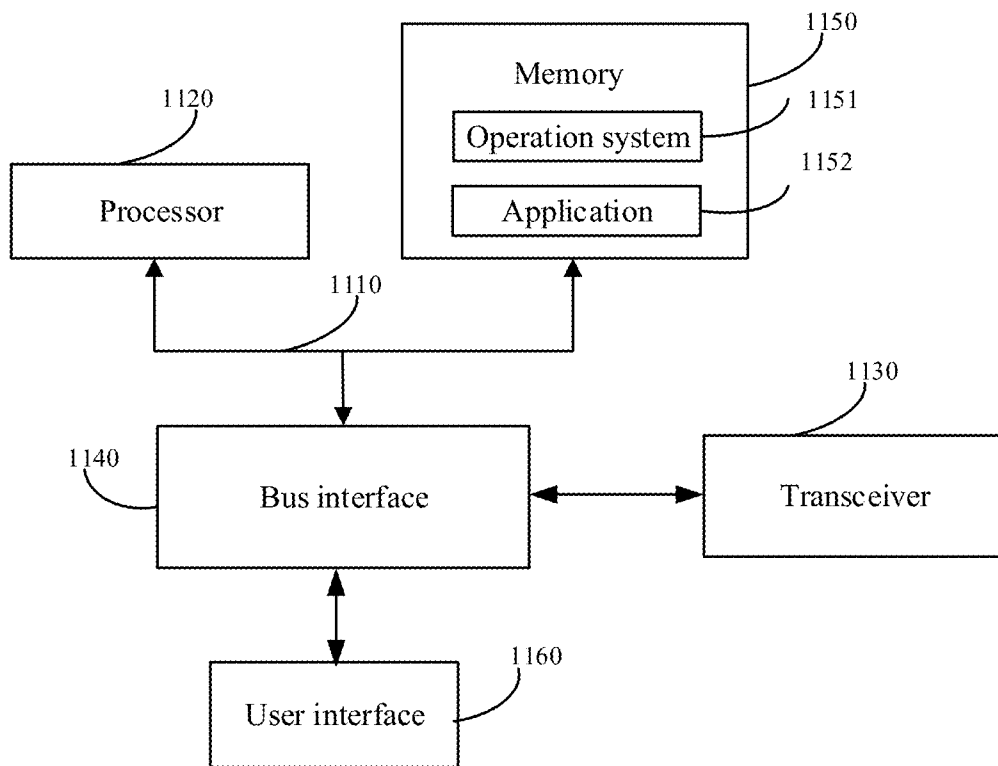 1150
Memory
1151
1120
Operation system
1152
Processor
Application
1110
1130
1140
Bus interface
Transceiver
1160
User interface